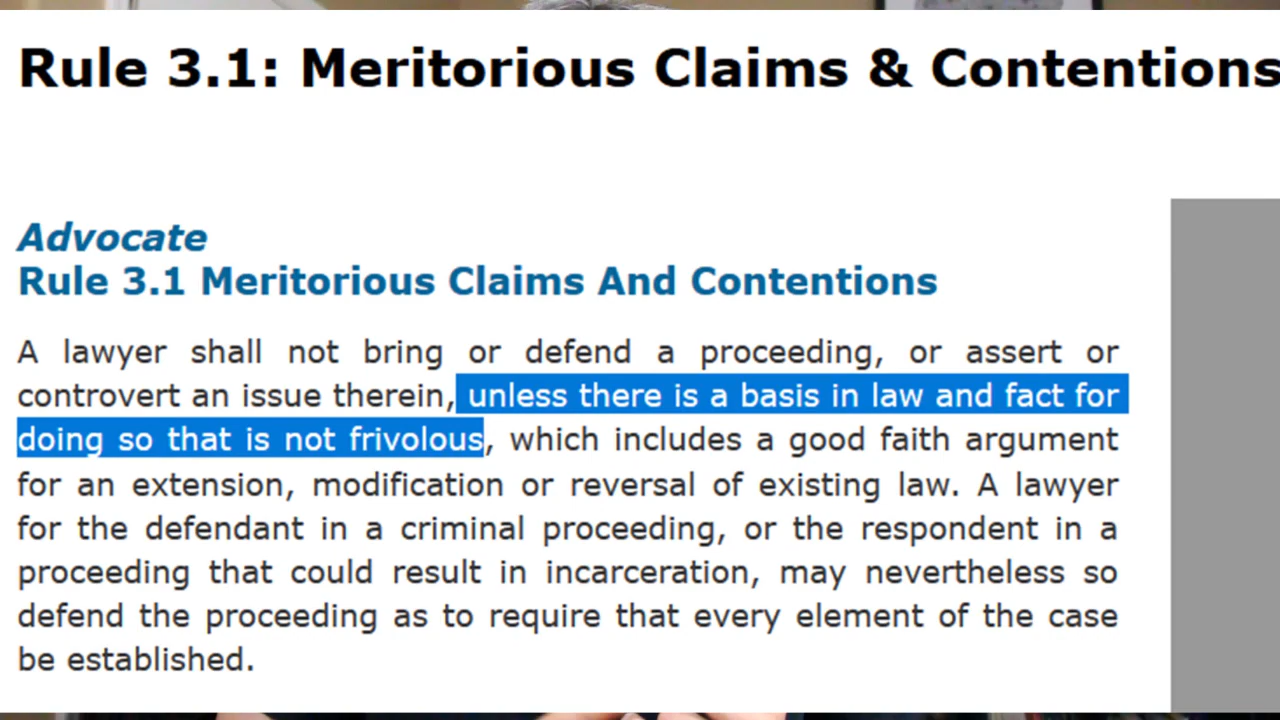 Rule 3.1: Meritorious Claims & Contentions
Advocate
Rule 3.1 Meritorious Claims And Contentions
A lawyer shall not bring or defend a proceeding, or assert or
controvert an issue therein, unless there is a basis in law and fact for
doing so that is not frivolous, which includes a good faith argument
for an extension, modification or reversal of existing law. A lawyer
for the defendant in a criminal proceeding, or the respondent in a
proceeding that could result in incarceration, may nevertheless so
defend the proceeding as to require that every element of the case
be established.